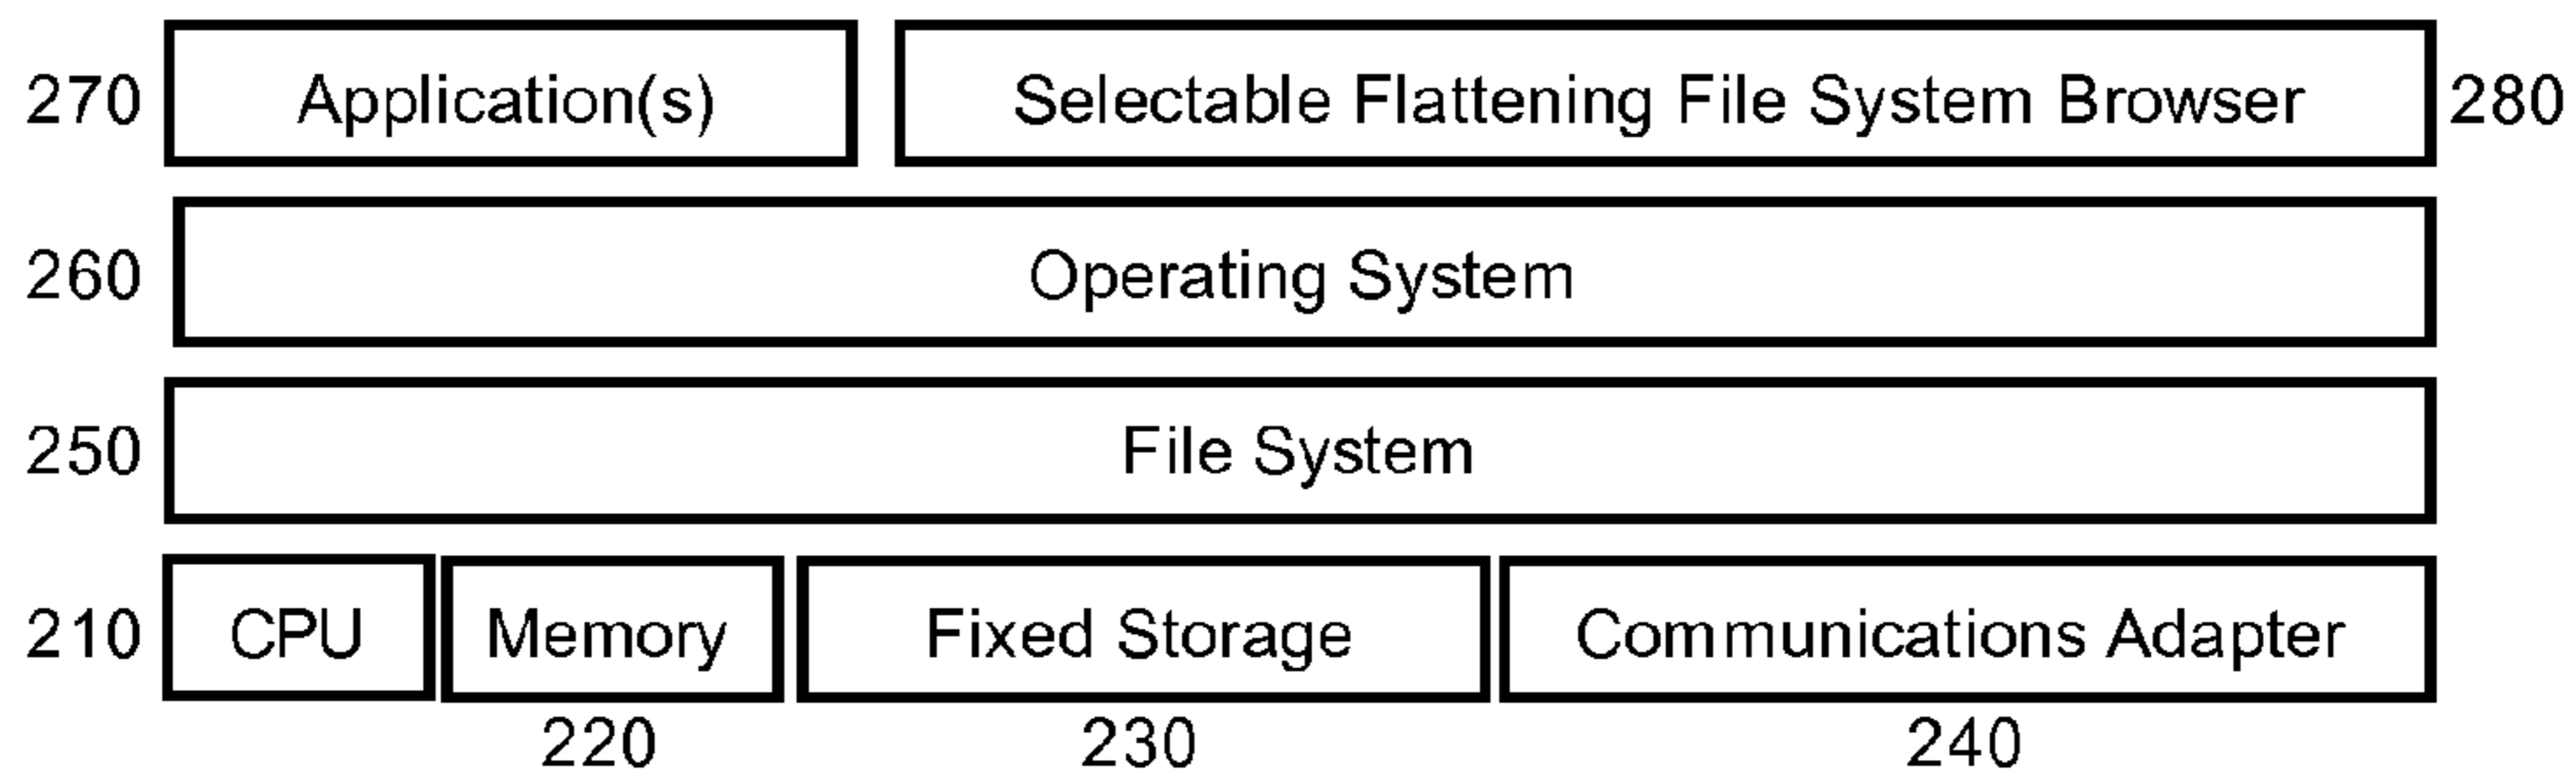 270 Application(s) Selectable Flattening File System Browser 280
260 Operating System
250 File System
210 CPU Memory Fixed Storage Communications Adapter
220 230 240